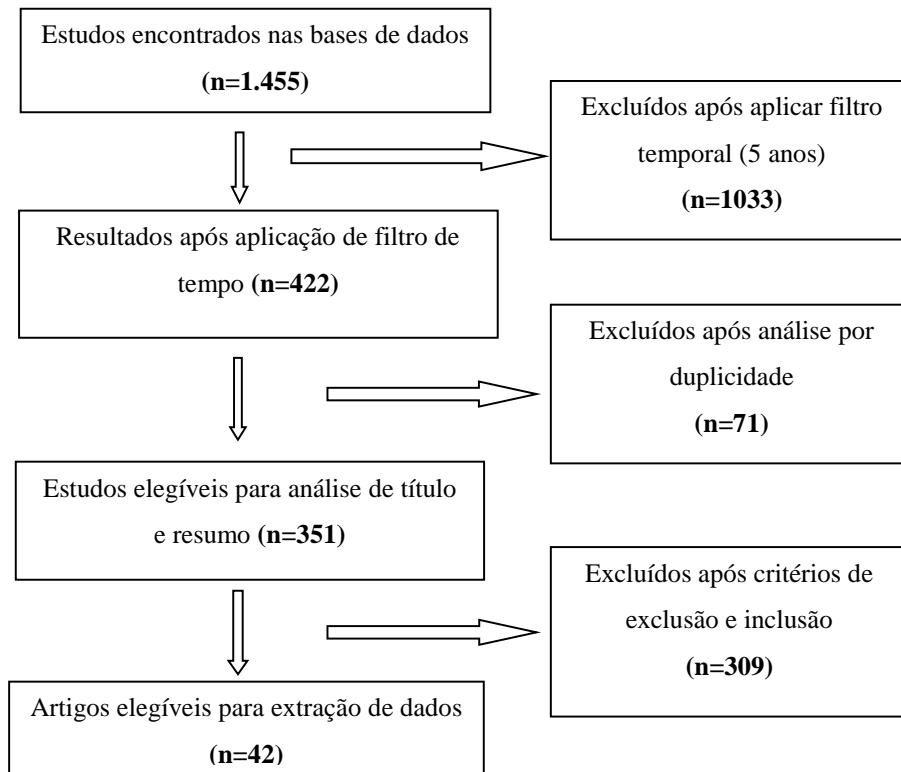 Estudos encontrados nas bases de dados
(n=1.455)
Excluídos após aplicar filtro
temporal (5 anos)
(n=1033)
Resultados após aplicação de filtro de
tempo (n=422)
Excluídos após análise por
duplicidade
(n=71)
Estudos elegíveis para análise de título
e resumo (n=351)
Excluídos após critérios de
exclusão e inclusão
(n=309)
Artigos elegíveis para extração de dados
(n=42)